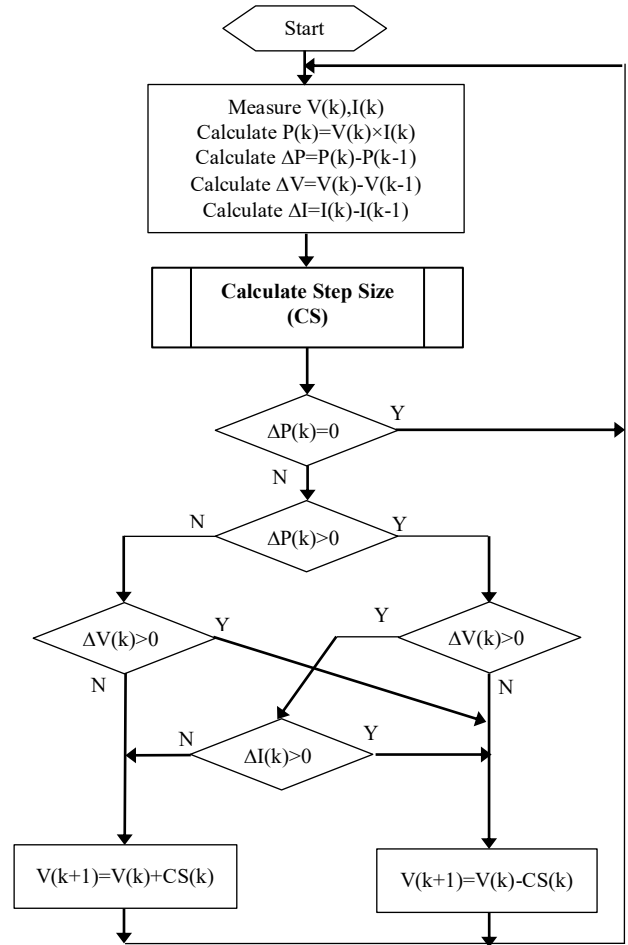 Start
Measure V(k),I(k)
Calculate P(k)=V(k)×I(k)
Calculate ΔP=P(k)-P(k-1)
Calculate ΔV=V(k)-V(k-1)
Calculate ΔI=I(k)-I(k-1)
Calculate Step Size
(CS)
ΔP(k)=0
Y
N
ΔP(k)>0
N
Y
ΔV(k)>0
Y
N
ΔV(k)>0
Y
N
ΔI(k)>0
N
Y
V(k+1)=V(k)+CS(k)
V(k+1)=V(k)-CS(k)